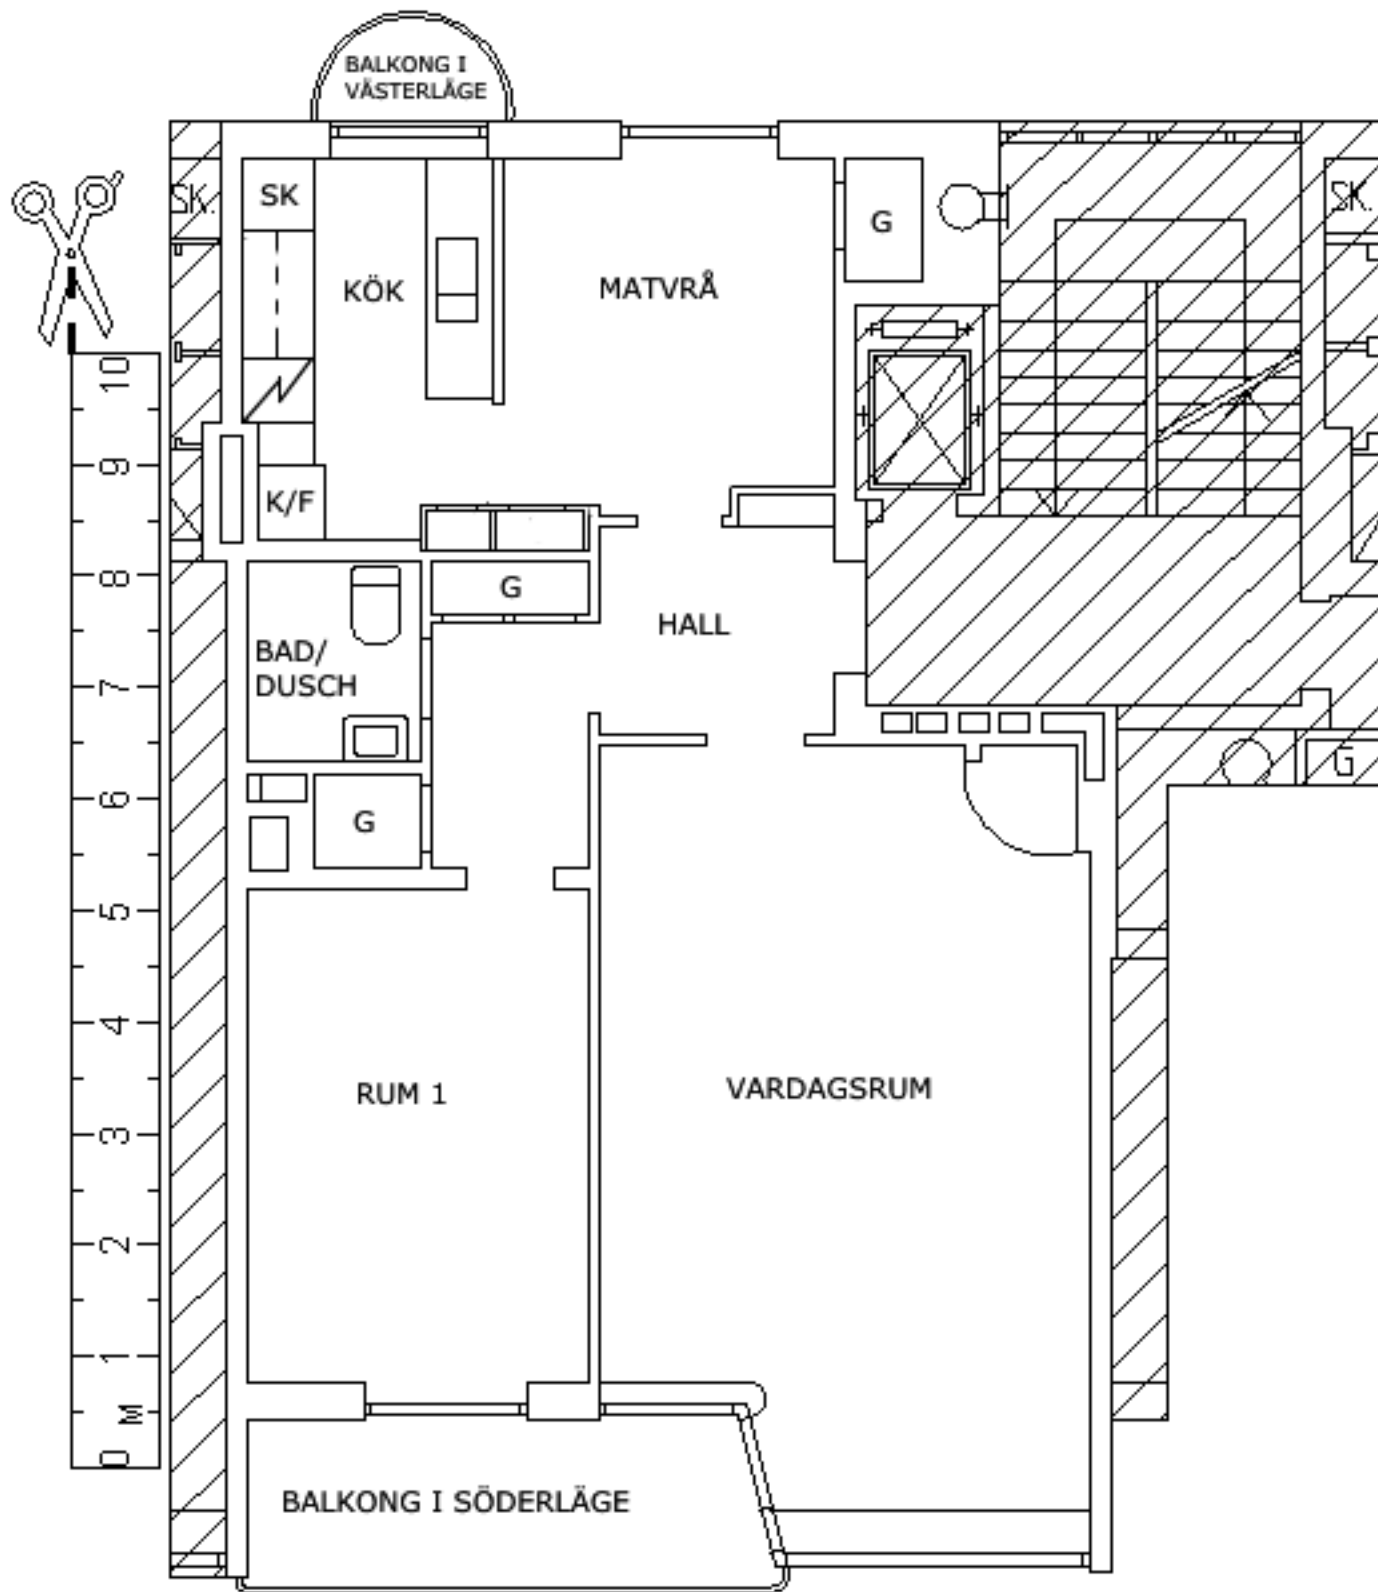 BALKONG I
VÄSTERLÄGE
SK.
SK
G
SK.
KÖK
MATVRÅ
10
9
K/F
8
G
HALL
BAD/
DUSCH
7
G
6
G
5
4
RUM 1
VARDAGSRUM
3
2
1
M
0
BALKONG I SÖDERLÄGE